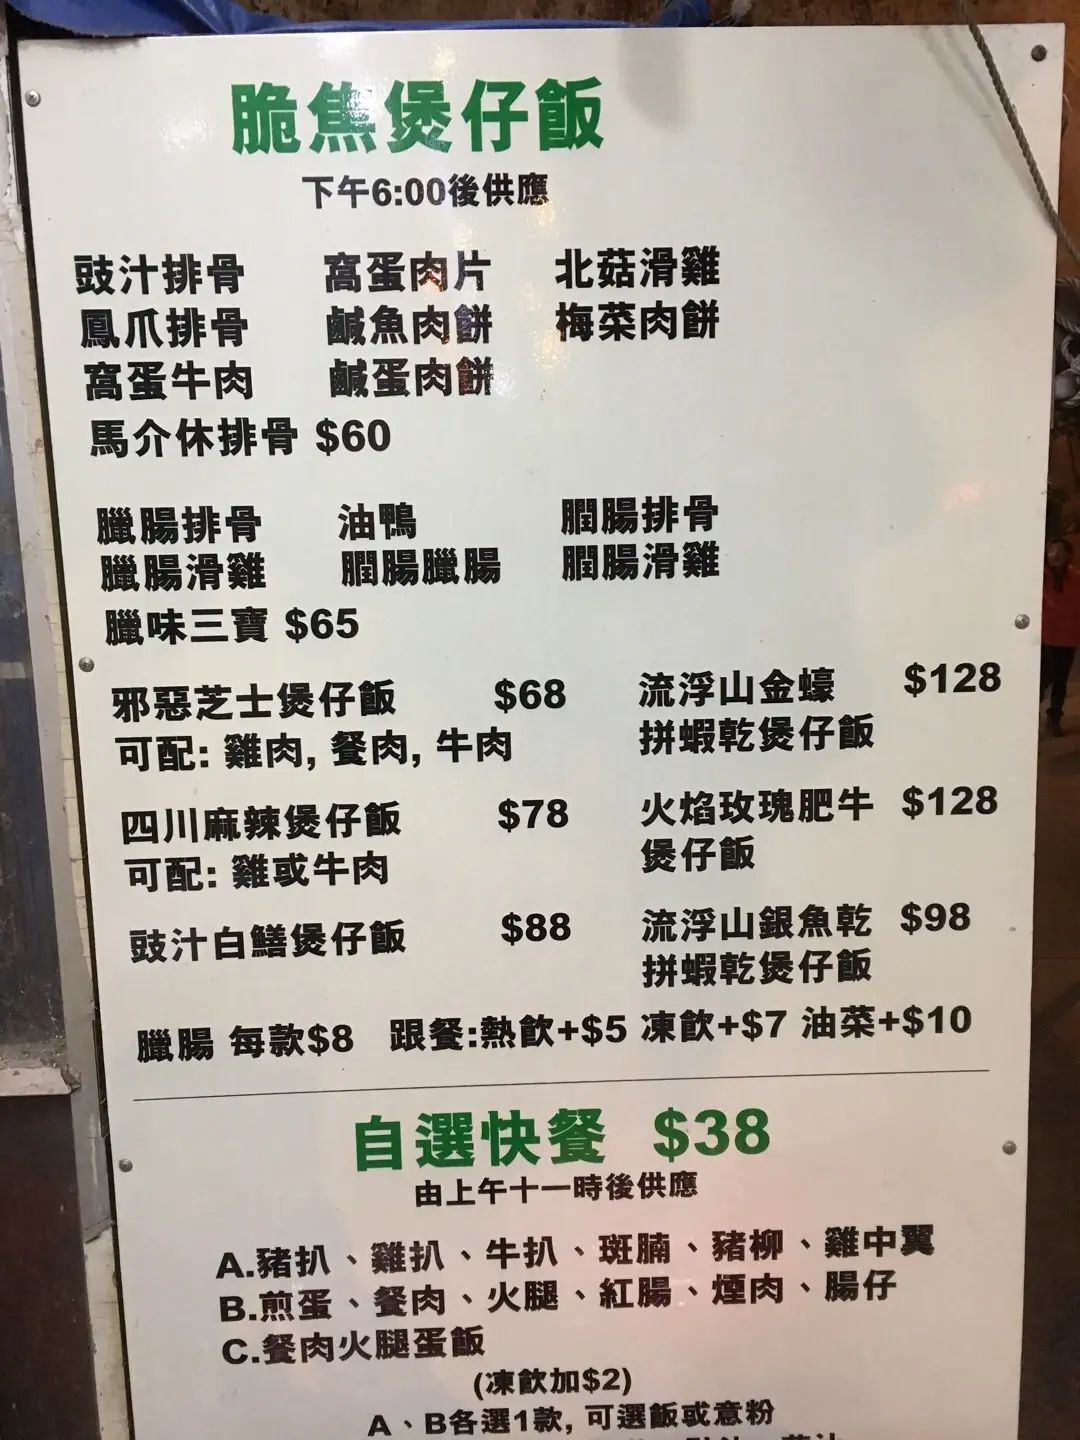 脆焦煲仔飯
下午6:00後供應
豉汁排骨 窩蛋肉片 北菇滑雞
鳳爪排骨 鹹魚肉餅 梅菜肉餅
窩蛋牛肉 鹹蛋肉餅
馬介休排骨 $60
臘腸排骨 油鴨 膶腸排骨
臘腸滑雞 膶腸臘腸 膶腸滑雞
臘味三寶 $65
邪惡芝士煲仔飯 $68
可配: 雞肉, 餐肉, 牛肉
四川麻辣煲仔飯 $78
可配: 雞或牛肉
豉汁白鱔煲仔飯 $88
流浮山金蠔 $128
拼蝦乾煲仔飯
火焰玫瑰肥牛 $128
煲仔飯
流浮山銀魚乾 $98
拼蝦乾煲仔飯
臘腸 每款$8 跟餐:熱飲+$5 凍飲+$7 油菜+$10
自選快餐 $38
由上午十一時後供應
A.豬扒、雞扒、牛扒、斑腩、豬柳、雞中翼
B.煎蛋、餐肉、火腿、紅腸、煙肉、腸仔
C.餐肉火腿蛋飯
(凍飲加$2)
A、B各選1款, 可選飯或意粉